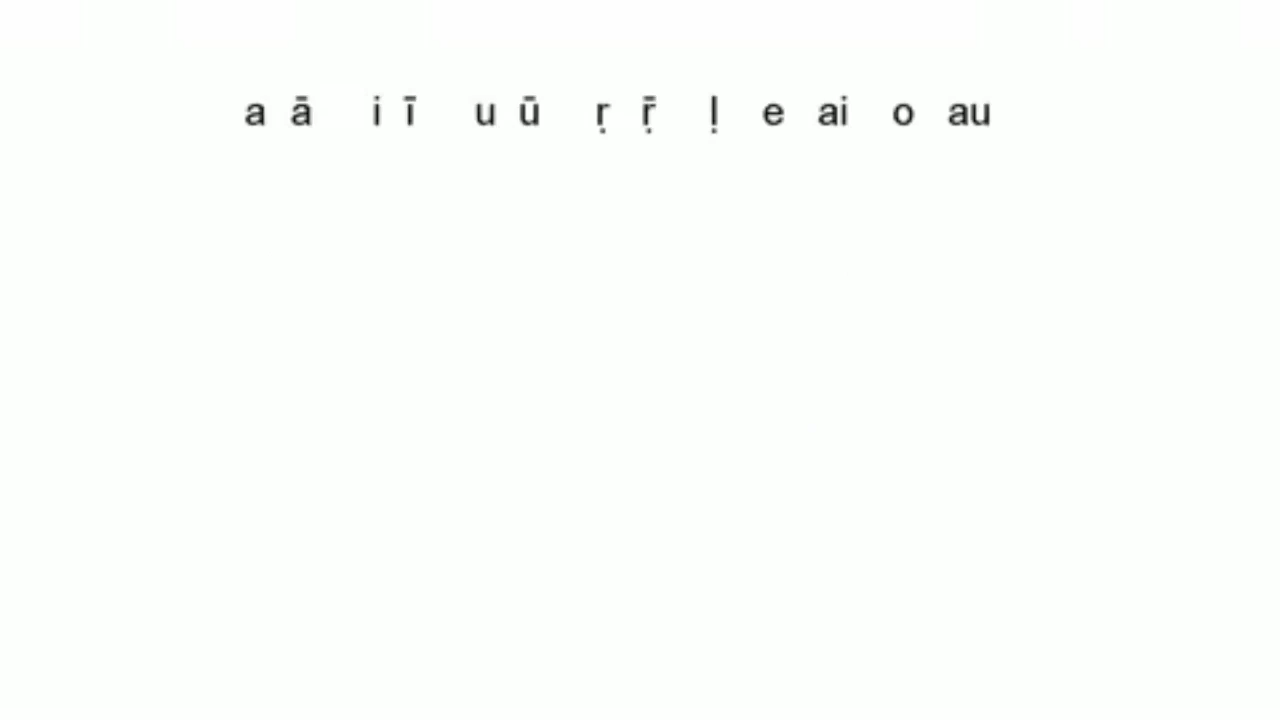 a ā i ī u ū ṛ ṝ ḷ e ai o au